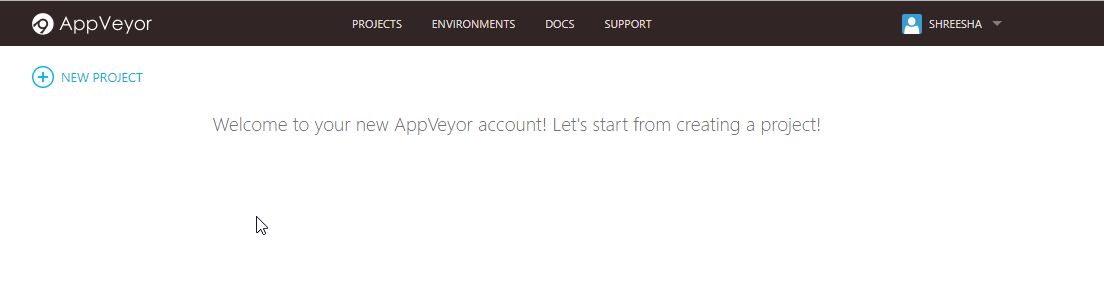 AppVeyor PROJECTS ENVIRONMENTS DOCS SUPPORT SHREESHA
NEW PROJECT
Welcome to your new AppVeyor account! Let's start from creating a project!